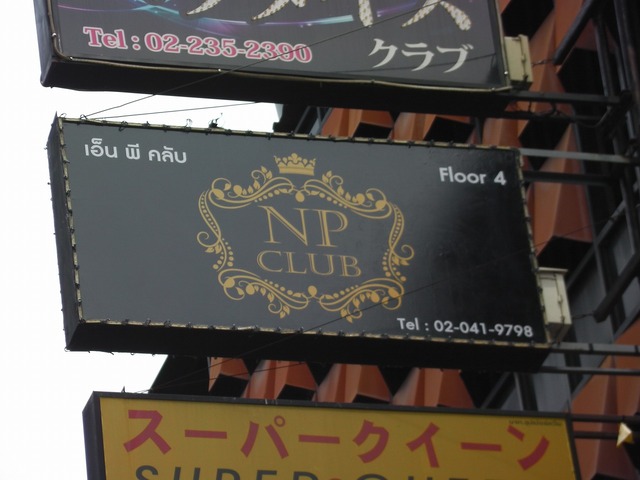 Tel : 02-235-2390
クラブ
เอ็น พี คลับ
Floor 4
NP
CLUB
Tel : 02-041-9798
スーパークイーン